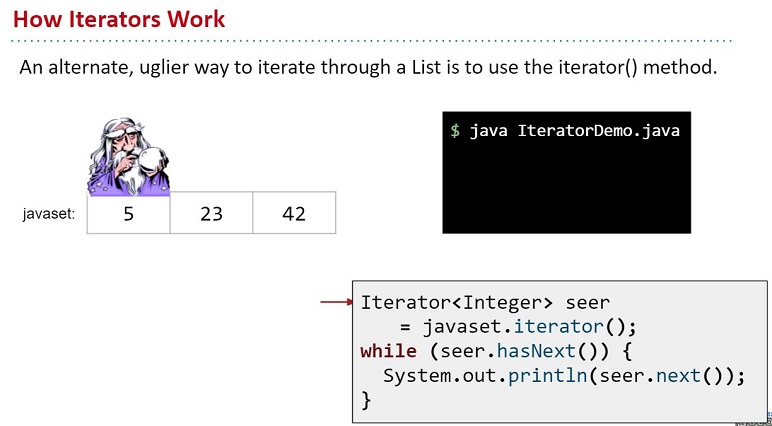 How Iterators Work
An alternate, uglier way to iterate through a List is to use the iterator() method.
$ java IteratorDemo.java
javaset: 5 23 42
Iterator<Integer> seer
= javaset.iterator();
while (seer.hasNext()) {
System.out.println(seer.next());
}